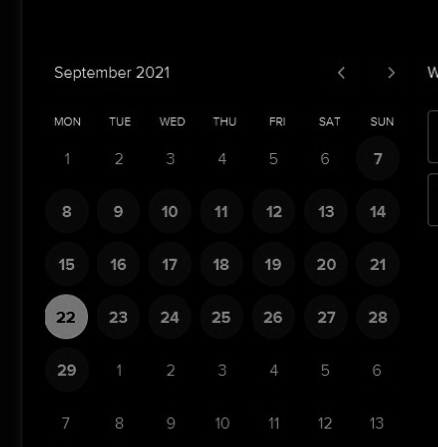 September 2021 < >
W
MON TUE WED THU FRI SAT SUN
1 2 3 4 5 6 7
8 9 10 11 12 13 14
15 16 17 18 19 20 21
22 23 24 25 26 27 28
29 1 2 3 4 5 6
7 8 9 10 11 12 13